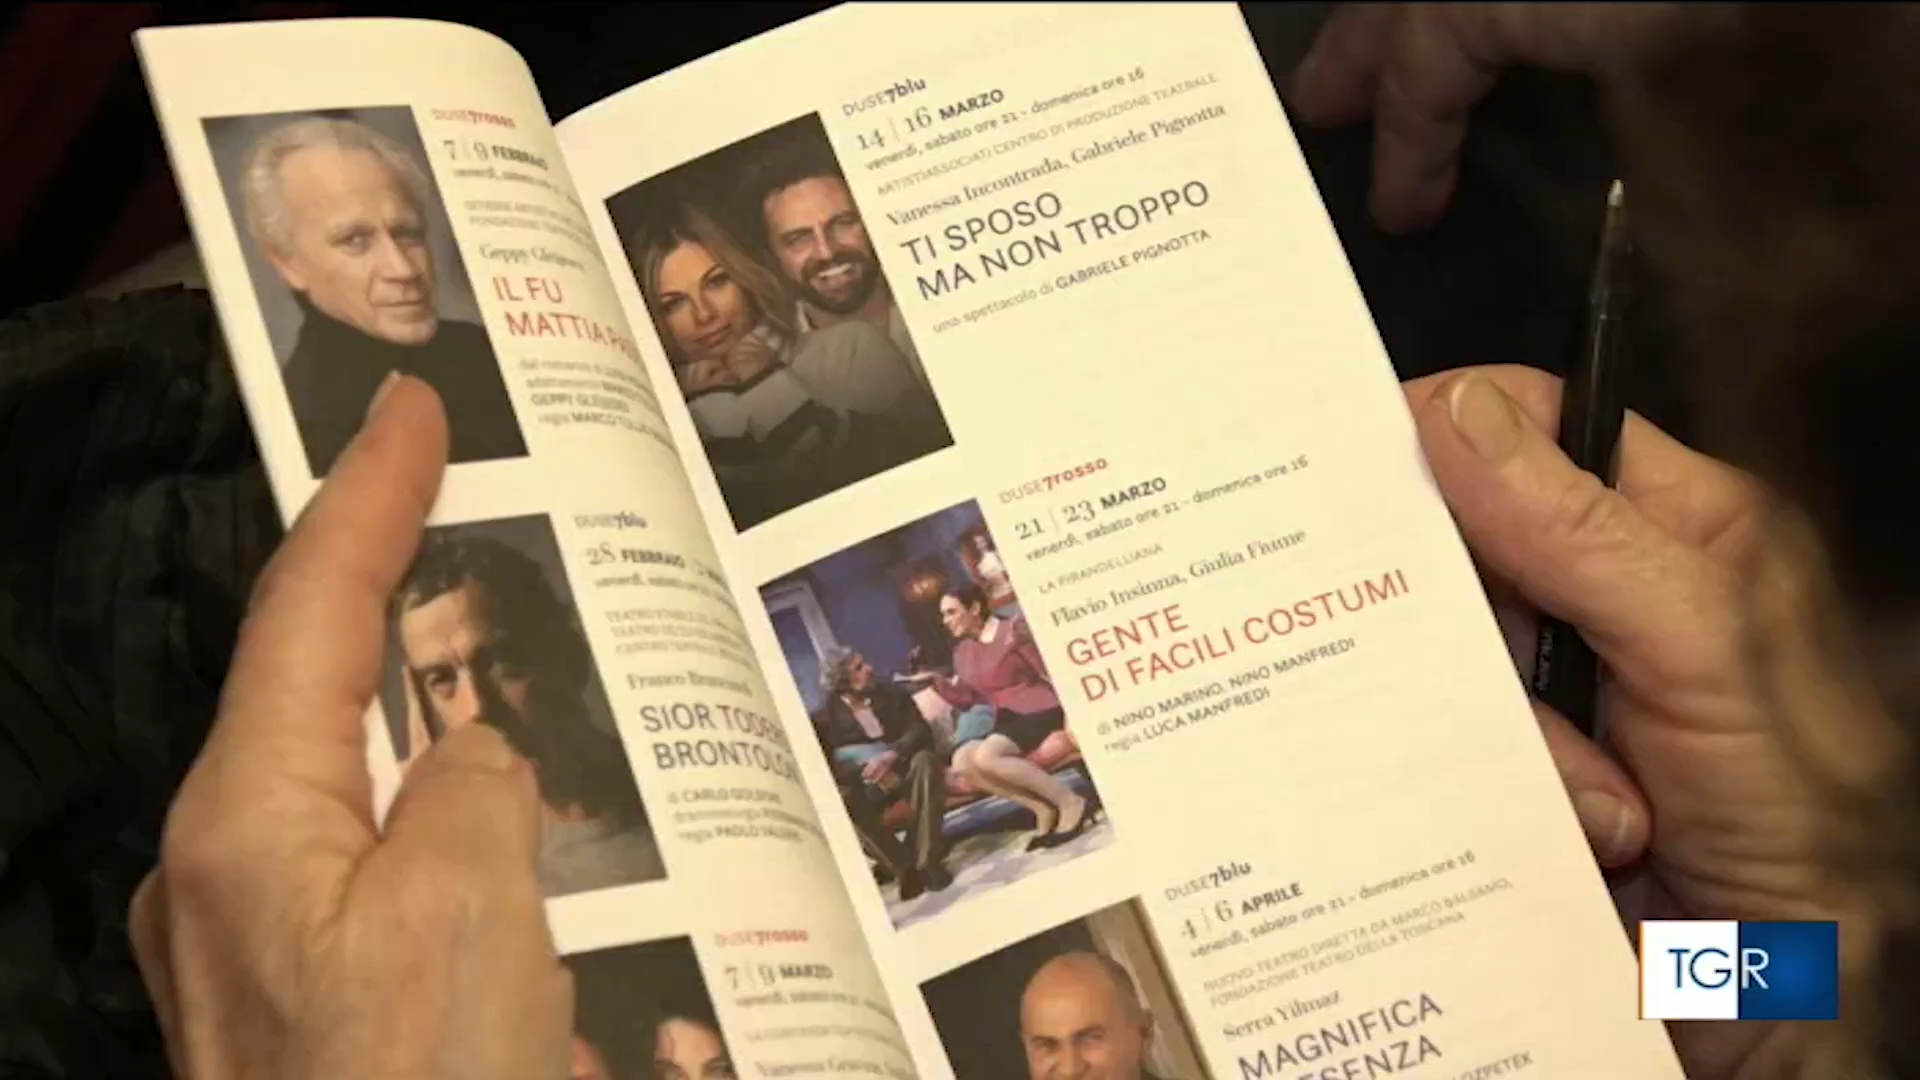 DUSE7rosso
7 | 9 FEBBRAIO
IL FU
MATTIA
DUSE7blu
28 FEBBRAIO
Franco Branciaroli
SIOR TODERO
BRONTOLON
di CARLO GOLDONI
regia PAOLO VALERIO
DUSE7rosso
7 | 9 MARZO
DUSE7blu
14 | 16 MARZO
venerdì, sabato ore 21 - domenica ore 16
ARTISTIASSOCIATI CENTRO DI PRODUZIONE TEATRALE
Vanessa Incontrada, Gabriele Pignotta
TI SPOSO
MA NON TROPPO
uno spettacolo di GABRIELE PIGNOTTA
DUSE7rosso
21 | 23 MARZO
venerdì, sabato ore 21 - domenica ore 16
LA PIRANDELLIANA
Flavio Insinna, Giulia Fiume
GENTE
DI FACILI COSTUMI
di NINO MARINO, NINO MANFREDI
regia LUCA MANFREDI
DUSE7blu
4 | 6 APRILE
venerdì, sabato ore 21 - domenica ore 16
NUOVO TEATRO DIRETTA DA MARCO BALSAMO,
FONDAZIONE TEATRO DELLA TOSCANA
Serra Yilmaz
MAGNIFICA
ESENZA
OZPETEK
TGR